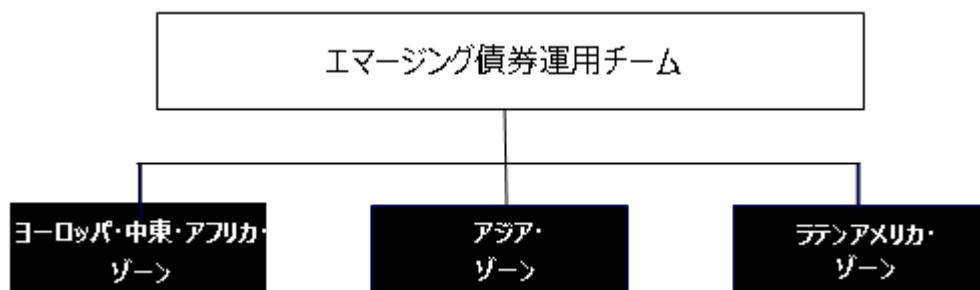 エマージング債券運用チーム
ヨーロッパ・中東・アフリカ・
ゾーン
アジア・
ゾーン
ラテンアメリカ・
ゾーン